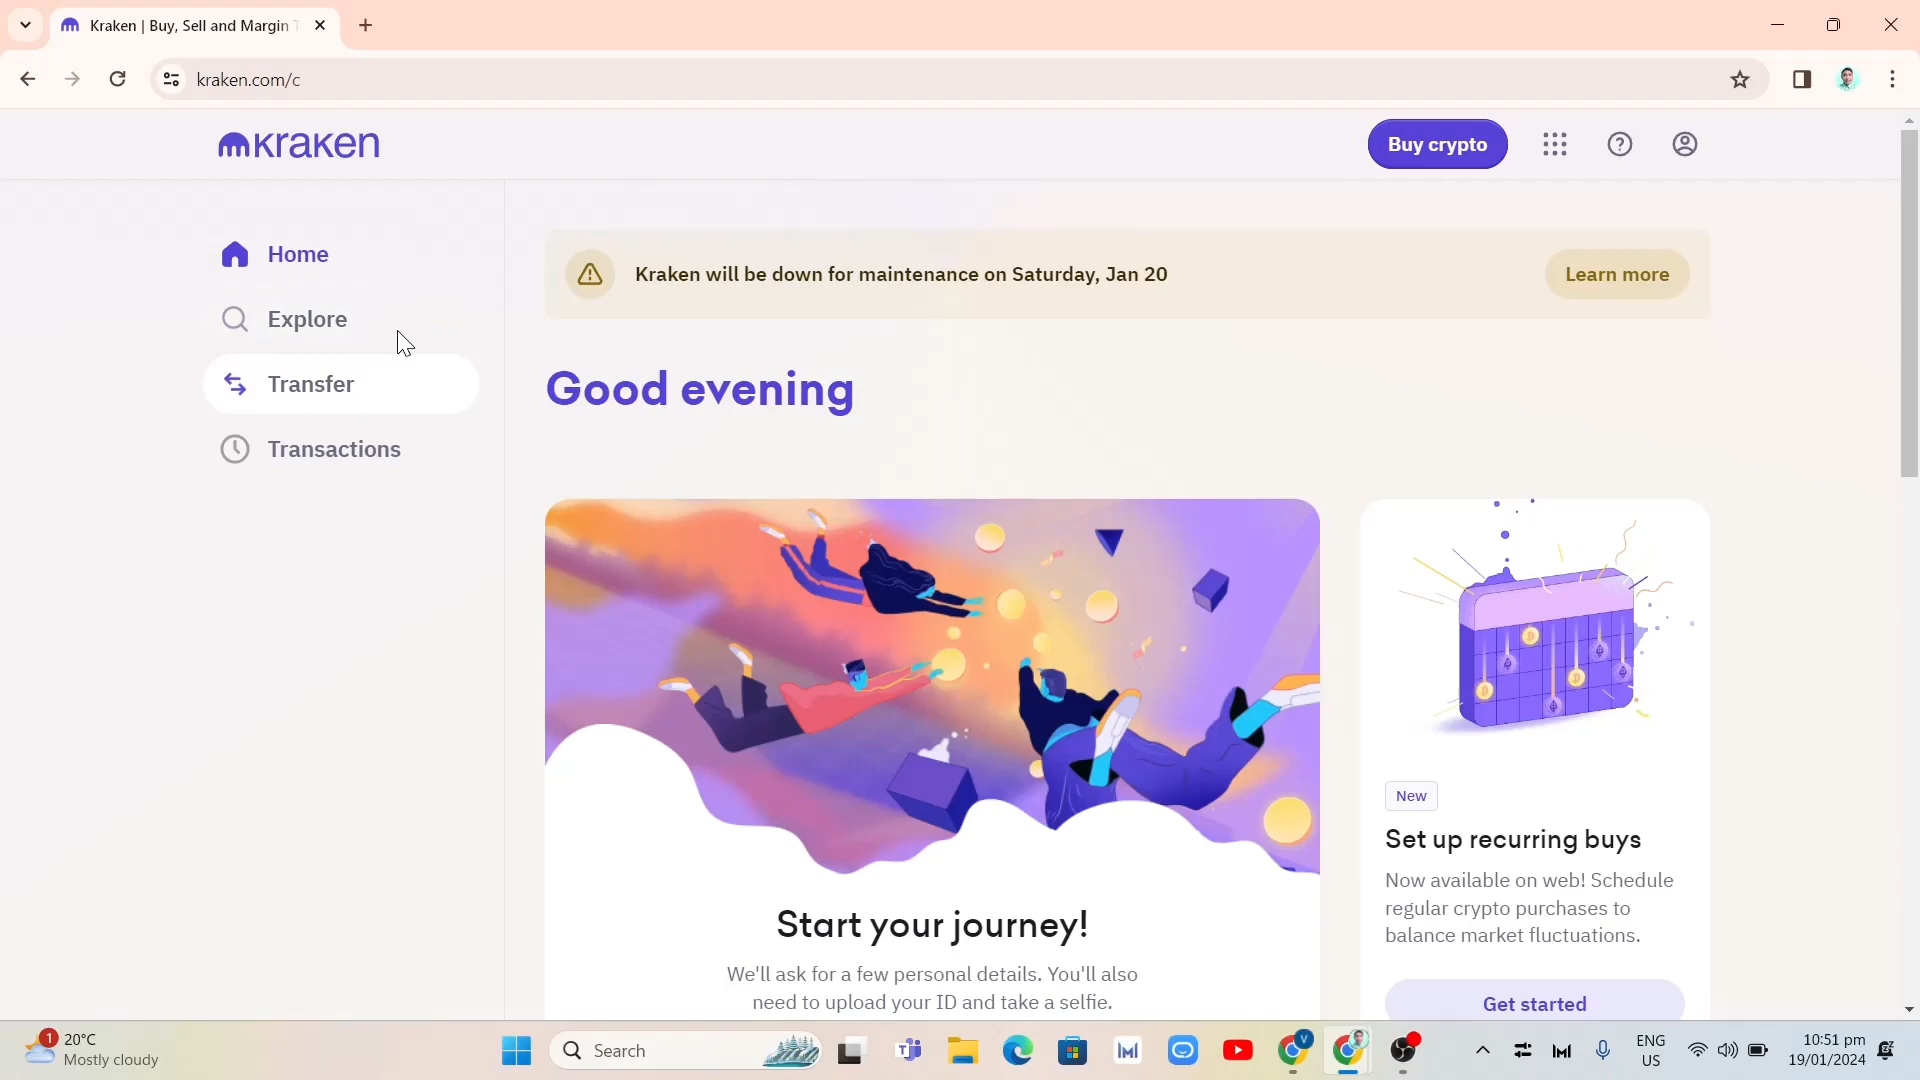 Kraken | Buy, Sell and Margin
kraken.com/c
kraken
Buy crypto
Home
Explore
Transfer
Transactions
Kraken will be down for maintenance on Saturday, Jan 20
Learn more
Good evening
Start your journey!
We'll ask for a few personal details. You'll also
need to upload your ID and take a selfie.
New
Set up recurring buys
Now available on web! Schedule
regular crypto purchases to
balance market fluctuations.
Get started
1
20°C
Mostly cloudy
Search
V
ENG
US
10:51 pm
19/01/2024